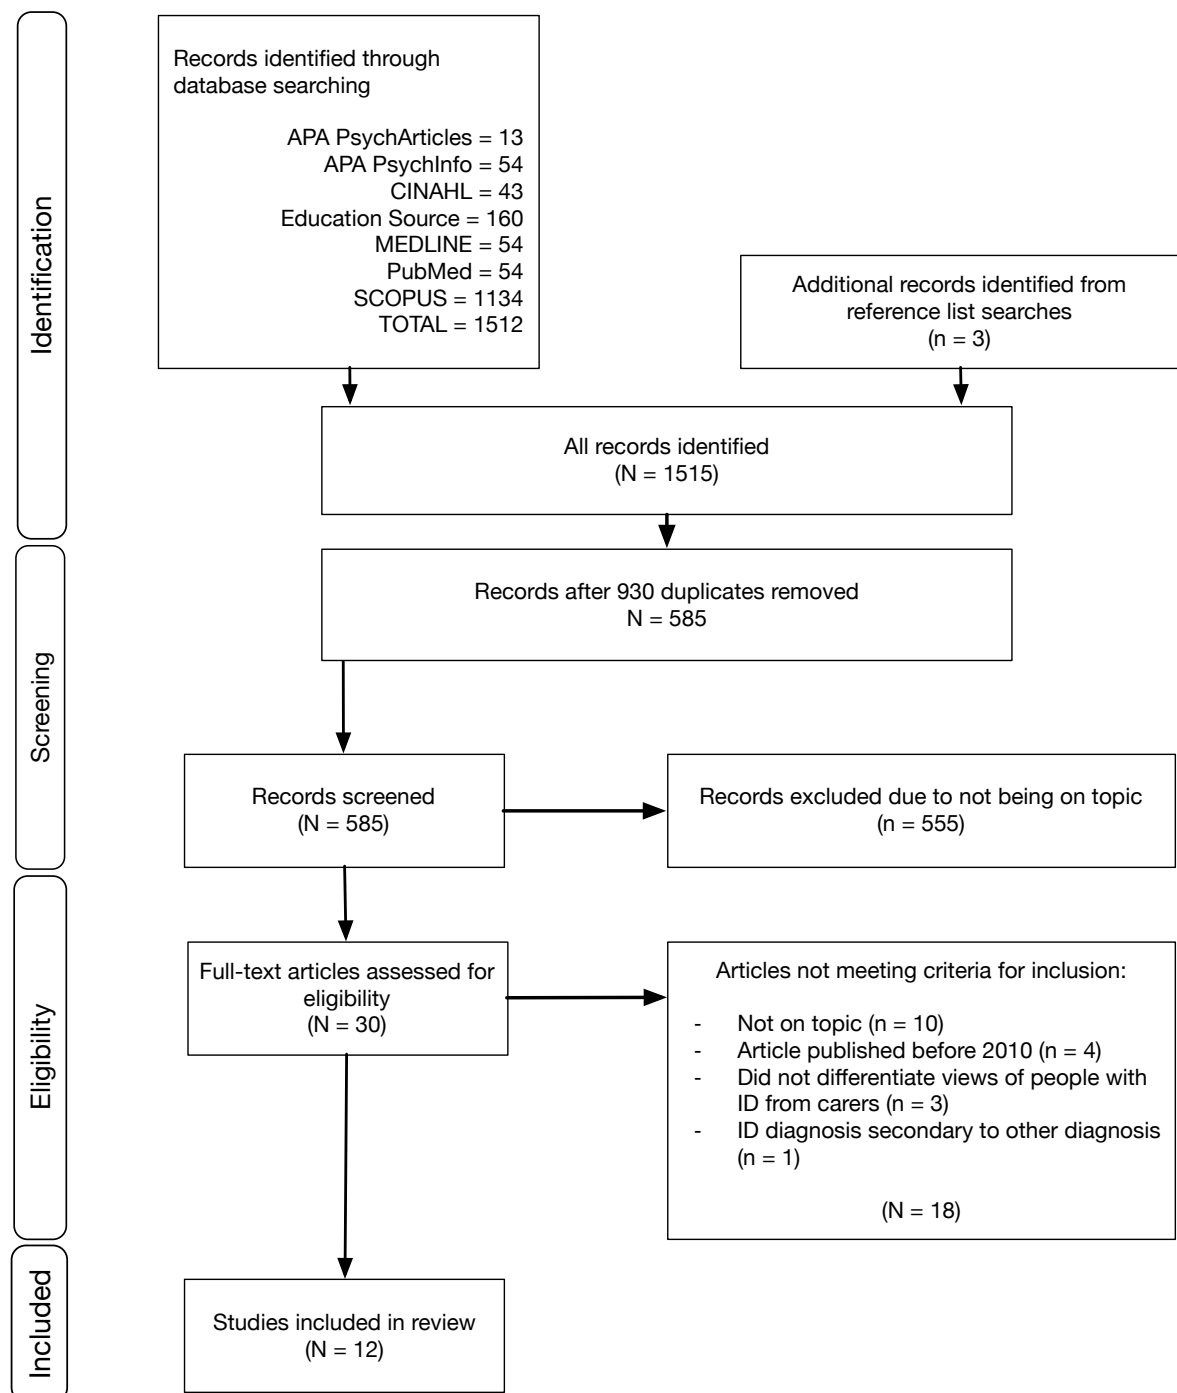 Identification
Records identified through
database searching
APA PsychArticles = 13
APA PsychInfo = 54
CINAHL = 43
Education Source = 160
MEDLINE = 54
PubMed = 54
SCOPUS = 1134
TOTAL = 1512
Additional records identified from
reference list searches
(n = 3)
All records identified
(N = 1515)
Screening
Records after 930 duplicates removed
N = 585
Records screened
(N = 585)
Records excluded due to not being on topic
(n = 555)
Eligibility
Full-text articles assessed for
eligibility
(N = 30)
Articles not meeting criteria for inclusion:
- Not on topic (n = 10)
- Article published before 2010 (n = 4)
- Did not differentiate views of people with
ID from carers (n = 3)
- ID diagnosis secondary to other diagnosis
(n = 1)
(N = 18)
Included
Studies included in review
(N = 12)